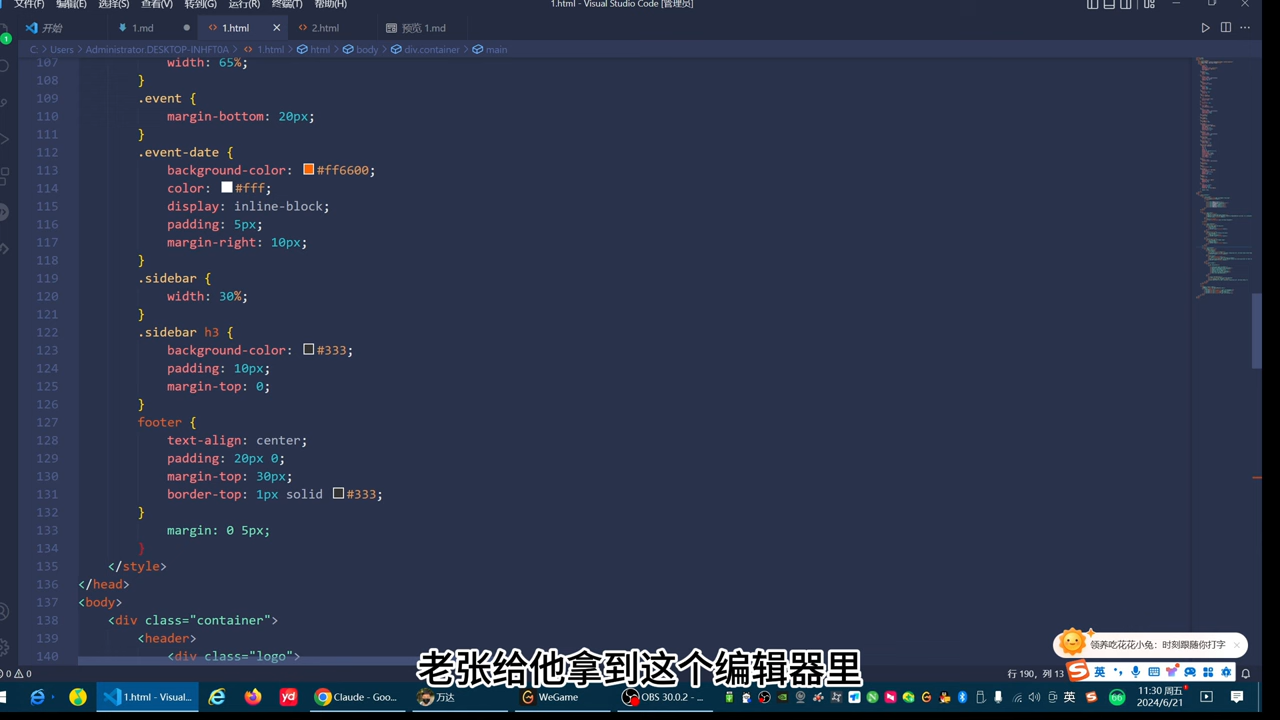 文件(F) 编辑(E) 选择(S) 查看(V) 转到(G) 运行(R) 终端(T) 帮助(H)
1.html - Visual Studio Code [管理员]
开始 1.md 1.html 2.html 预览 1.md
C: > Users > Administrator.DESKTOP-INHFT0A > 1.html > html > body > div.container > main
107 width: 65%;
108 }
109 .event {
110 margin-bottom: 20px;
111 }
112 .event-date {
113 background-color: #ff6600;
114 color: #fff;
115 display: inline-block;
116 padding: 5px;
117 margin-right: 10px;
118 }
119 .sidebar {
120 width: 30%;
121 }
122 .sidebar h3 {
123 background-color: #333;
124 padding: 10px;
125 margin-top: 0;
126 }
127 footer {
128 text-align: center;
129 padding: 20px 0;
130 margin-top: 30px;
131 border-top: 1px solid #333;
132 }
133 margin: 0 5px;
134 }
135 </style>
136 </head>
137 <body>
138 <div class="container">
139 <header>
140 <div class="logo">
领养吃花花小兔：时刻跟随你打字
英
老张给他拿到这个编辑器里
0 0
行 190，列 13
1.html - Visual... yd Claude - Goo... 万达 WeGame OBS 30.0.2 - ... 英 66
11:30 周五
2024/6/21